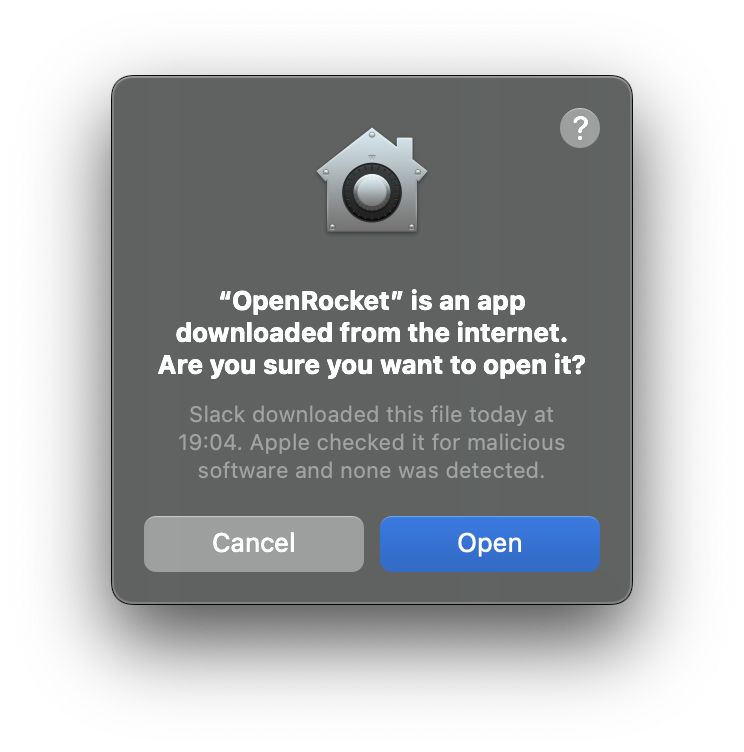 ?
“OpenRocket” is an app
downloaded from the internet.
Are you sure you want to open it?
Slack downloaded this file today at
19:04. Apple checked it for malicious
software and none was detected.
Cancel
Open